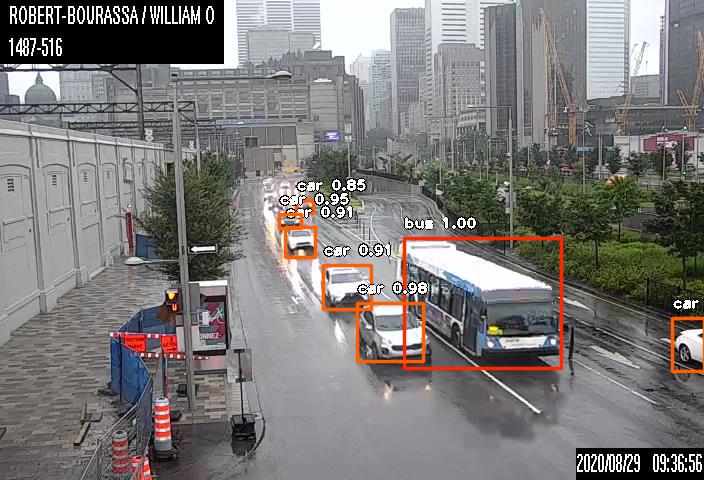 ROBERT-BOURASSA / WILLIAM O
1487-516
car 0.85
car 0.95
car 0.91
bus 1.00
car 0.91
car 0.98
car
2020/08/29 09:36:56